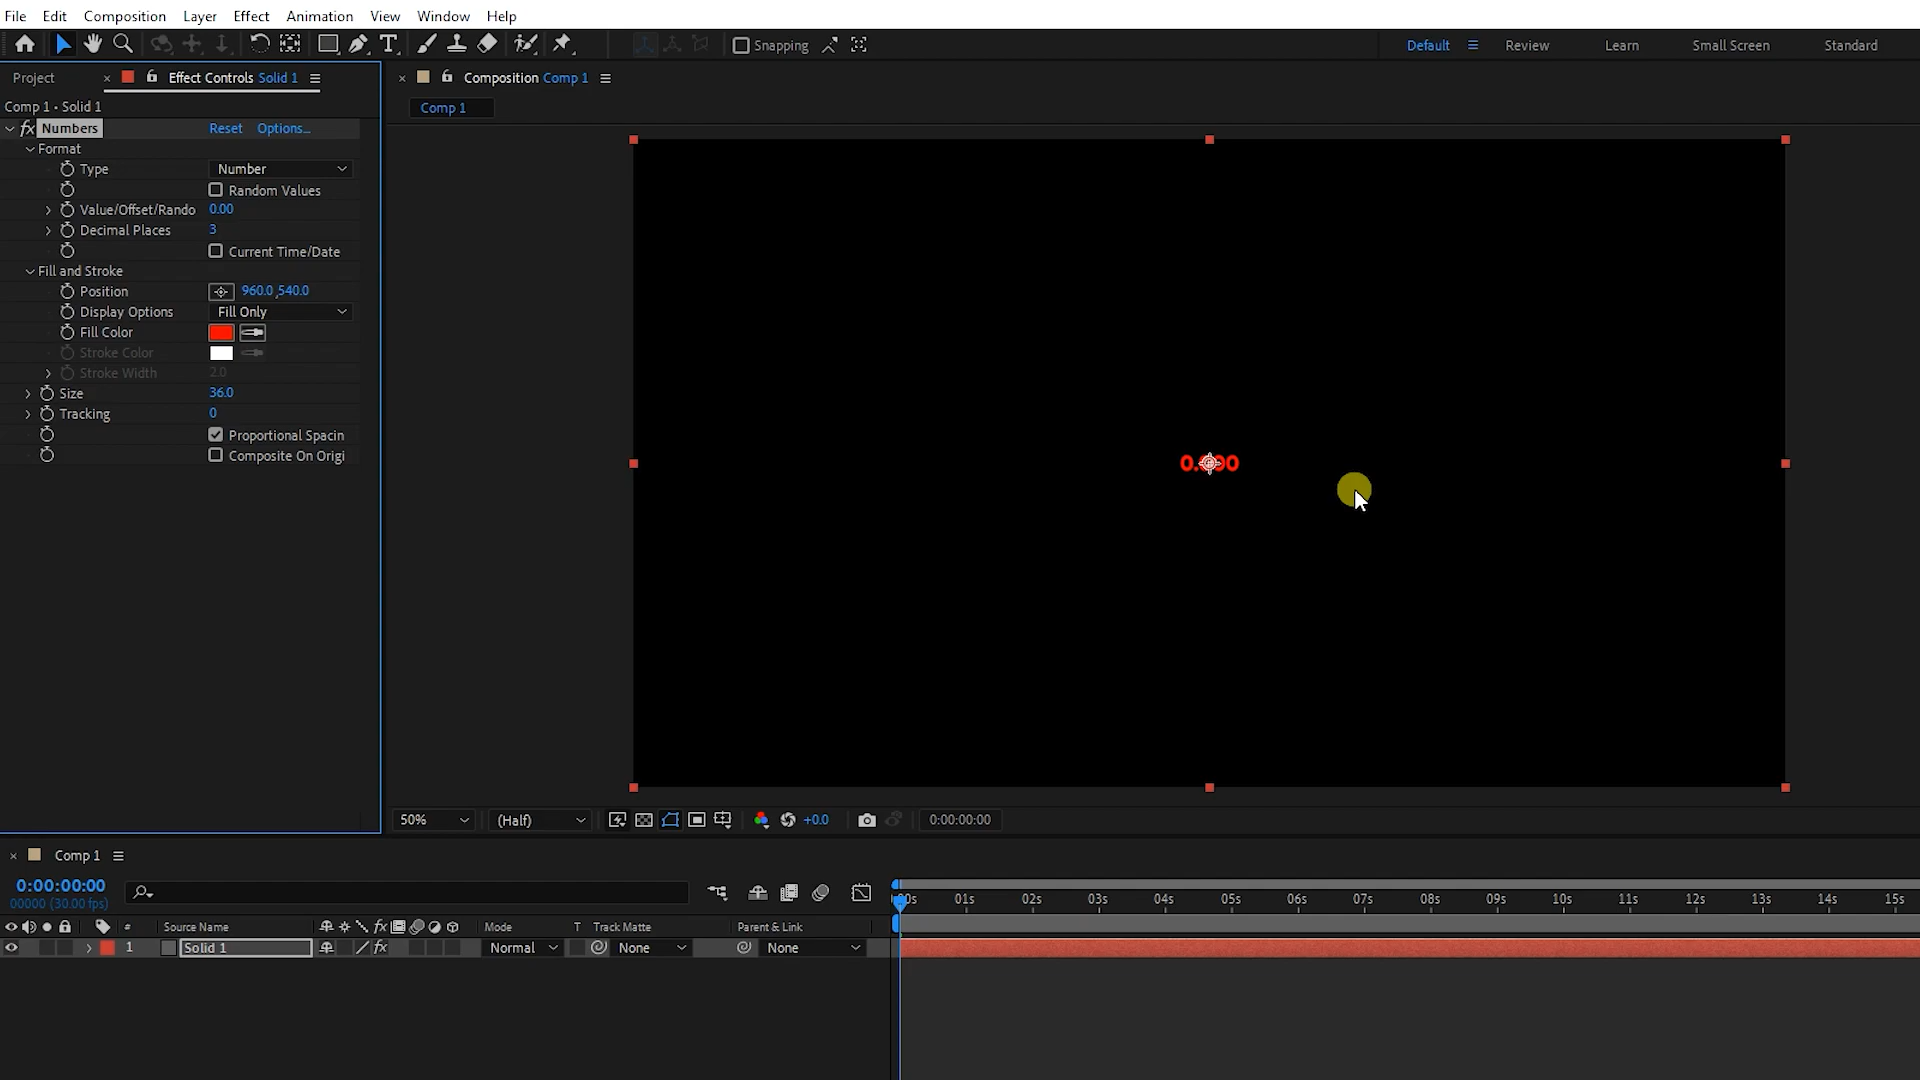 File Edit Composition Layer Effect Animation View Window Help
Snapping Default Review Learn Small Screen Standard
Project Effect Controls Solid 1 Composition Comp 1
Comp 1 • Solid 1
Comp 1
fx Numbers Reset Options...
Format
Type Number
Random Values
Value/Offset/Rando 0.00
Decimal Places 3
Current Time/Date
Fill and Stroke
Position 960.0,540.0
Display Options Fill Only
Fill Color
Stroke Color
Stroke Width 2.0
Size 36.0
Tracking 0
Proportional Spacin
Composite On Origi
0.000
50% (Half) +0.0 0:00:00:00
Comp 1
0:00:00:00
00000 (30.00 fps)
01s 02s 03s 04s 05s 06s 07s 08s 09s 10s 11s 12s 13s 14s 15s
# Source Name fx Mode T Track Matte Parent & Link
1 Solid 1 fx Normal None None